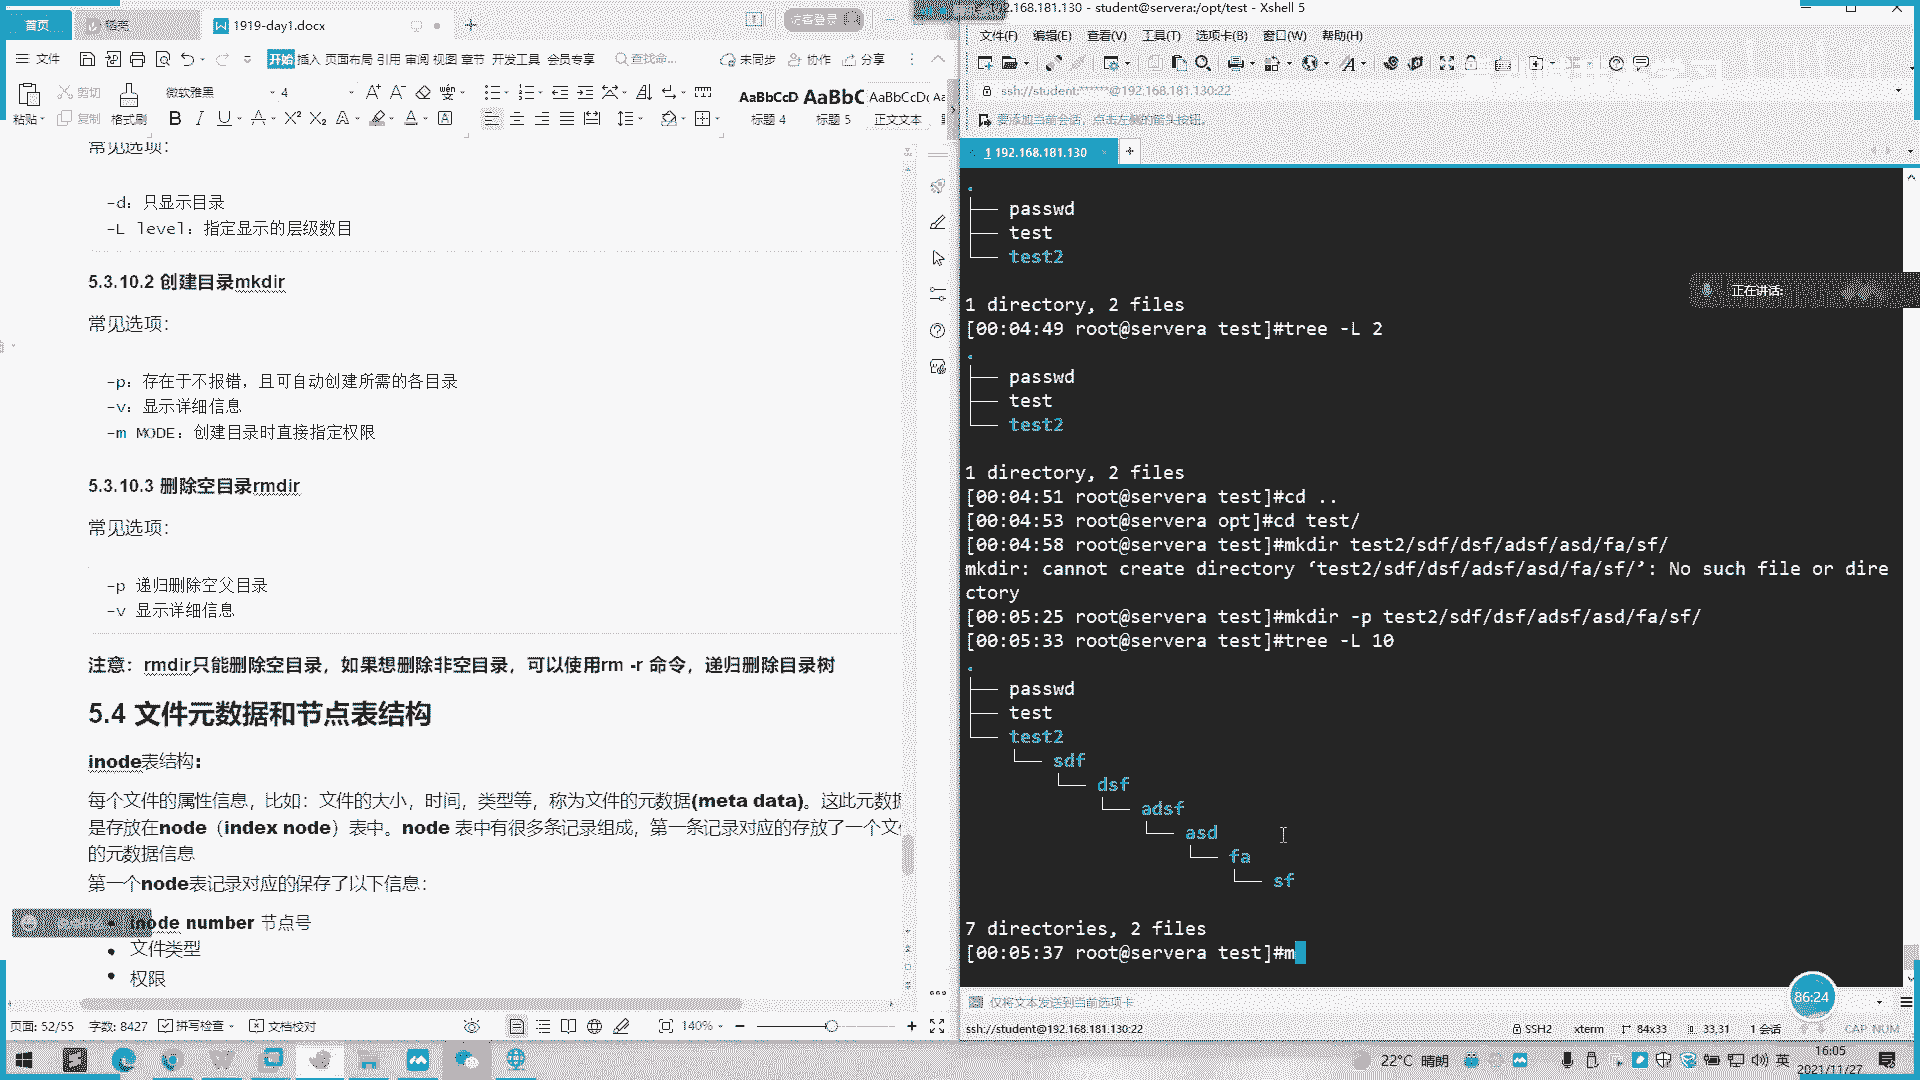 首页
稻壳
1919-day1.docx
访客登录
文件
开始 插入 页面布局 引用 审阅 视图 章节 开发工具 会员专享
查找命...
未同步
协作
分享
粘贴
剪切
复制
格式刷
微软雅黑
4
AaBbCcD
标题 4
AaBbC
标题 5
AaBbCcD
正文文本
常见选项：
-d：只显示目录
-L level：指定显示的层级数目
5.3.10.2 创建目录mkdir
常见选项：
-p：存在于不报错，且可自动创建所需的各目录
-v：显示详细信息
-m MODE：创建目录时直接指定权限
5.3.10.3 删除空目录rmdir
常见选项：
-p 递归删除空父目录
-v 显示详细信息
注意：rmdir只能删除空目录，如果想删除非空目录，可以使用rm -r 命令，递归删除目录树
5.4 文件元数据和节点表结构
inode表结构：
每个文件的属性信息，比如：文件的大小，时间，类型等，称为文件的元数据(meta data)。这此元数据
是存放在node（index node）表中。node 表中有很多条记录组成，第一条记录对应的存放了一个文件
的元数据信息
第一个node表记录对应的保存了以下信息：
inode number 节点号
文件类型
权限
页面: 52/55
字数: 8427
拼写检查
文档校对
140%
192.168.181.130 - student@servera:/opt/test - Xshell 5
文件(F) 编辑(E) 查看(V) 工具(T) 选项卡(B) 窗口(W) 帮助(H)
ssh://student:******@192.168.181.130:22
要添加当前会话，点击左侧的箭头按钮。
1 192.168.181.130
.
├── passwd
├── test
└── test2
1 directory, 2 files
[00:04:49 root@servera test]#tree -L 2
.
├── passwd
├── test
└── test2
1 directory, 2 files
[00:04:51 root@servera test]#cd ..
[00:04:53 root@servera opt]#cd test/
[00:04:58 root@servera test]#mkdir test2/sdf/dsf/adsf/asd/fa/sf/
mkdir: cannot create directory ‘test2/sdf/dsf/adsf/asd/fa/sf/’: No such file or dire
ctory
[00:05:25 root@servera test]#mkdir -p test2/sdf/dsf/adsf/asd/fa/sf/
[00:05:33 root@servera test]#tree -L 10
.
├── passwd
├── test
└── test2
└── sdf
└── dsf
└── adsf
└── asd
└── fa
└── sf
7 directories, 2 files
[00:05:37 root@servera test]#m
正在讲话:
86:24
仅将文本发送到当前选项卡
ssh://student@192.168.181.130:22
SSH2
xterm
84x33
33,31
1 会话
CAP NUM
22°C 晴朗
英
16:05
2021/11/27